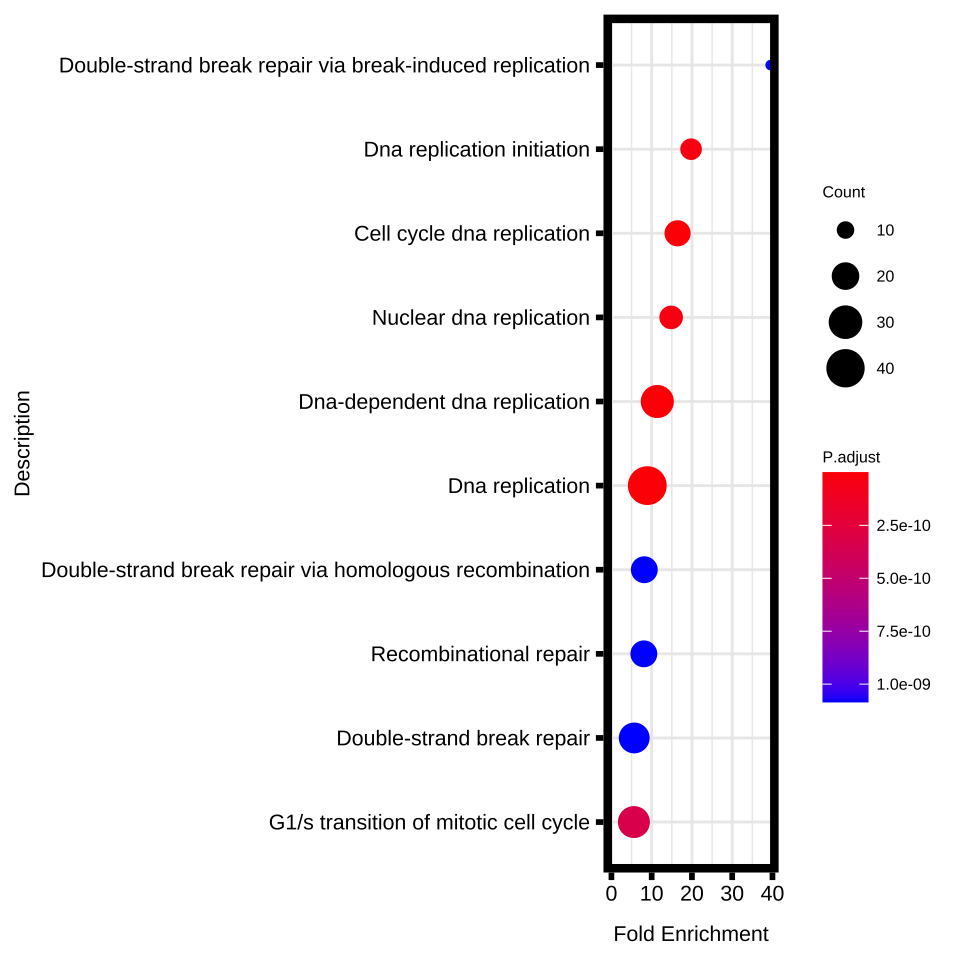 Double-strand break repair via break-induced replication
Dna replication initiation
Cell cycle dna replication
Nuclear dna replication
Dna-dependent dna replication
Dna replication
Double-strand break repair via homologous recombination
Recombinational repair
Double-strand break repair
G1/s transition of mitotic cell cycle
Description
0 10 20 30 40
Fold Enrichment
Count
10
20
30
40
P.adjust
2.5e-10
5.0e-10
7.5e-10
1.0e-09